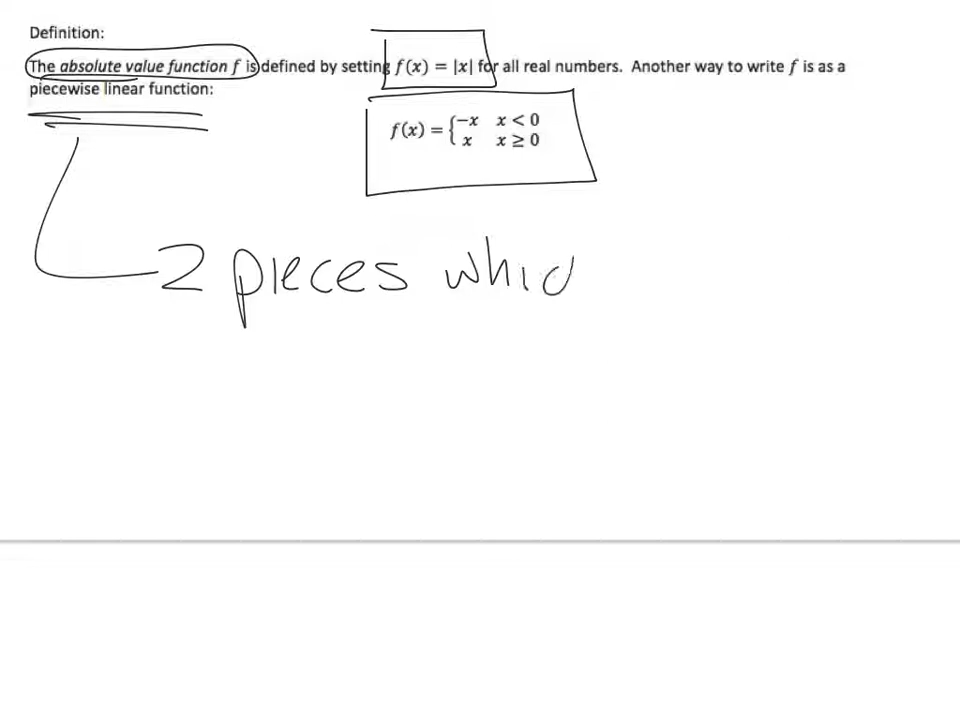 Definition:
The absolute value function f is defined by setting f(x) = |x| for all real numbers. Another way to write f is as a
piecewise linear function:
f(x) = {−x x < 0
x x ≥ 0
2 pieces whic